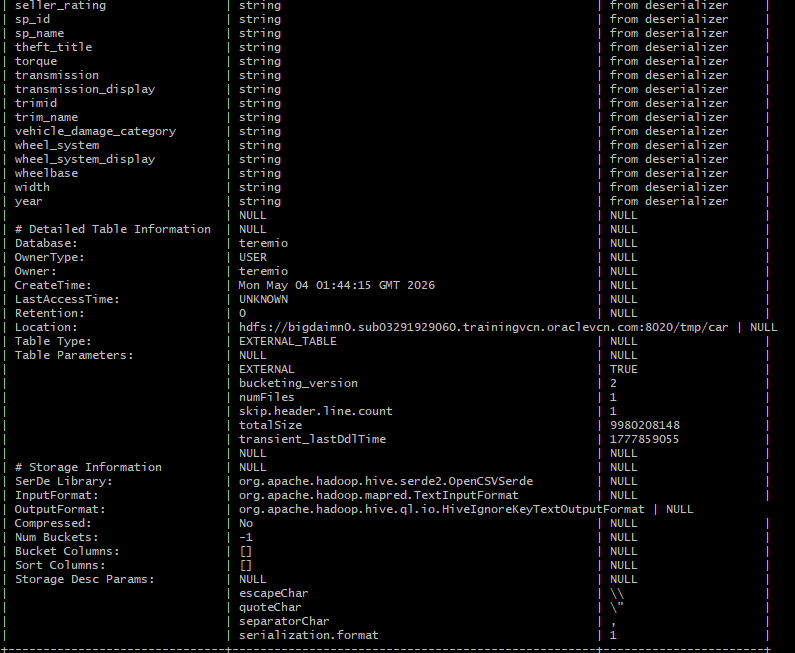 | seller_rating | string | from deserializer |
| sp_id | string | from deserializer |
| sp_name | string | from deserializer |
| theft_title | string | from deserializer |
| torque | string | from deserializer |
| transmission | string | from deserializer |
| transmission_display | string | from deserializer |
| trimid | string | from deserializer |
| trim_name | string | from deserializer |
| vehicle_damage_category | string | from deserializer |
| wheel_system | string | from deserializer |
| wheel_system_display | string | from deserializer |
| wheelbase | string | from deserializer |
| width | string | from deserializer |
| year | string | from deserializer |
| | NULL | NULL |
| # Detailed Table Information | NULL | NULL |
| Database: | teremio | NULL |
| OwnerType: | USER | NULL |
| Owner: | teremio | NULL |
| CreateTime: | Mon May 04 01:44:15 GMT 2026 | NULL |
| LastAccessTime: | UNKNOWN | NULL |
| Retention: | 0 | NULL |
| Location: | hdfs://bigdaimn0.sub03291929060.trainingvcn.oraclevcn.com:8020/tmp/car | NULL
| Table Type: | EXTERNAL_TABLE | NULL |
| Table Parameters: | NULL | NULL |
| | EXTERNAL | TRUE |
| | bucketing_version | 2 |
| | numFiles | 1 |
| | skip.header.line.count | 1 |
| | totalSize | 9980208148 |
| | transient_lastDdlTime | 1777859055 |
| | NULL | NULL |
| # Storage Information | NULL | NULL |
| SerDe Library: | org.apache.hadoop.hive.serde2.OpenCSVSerde | NULL |
| InputFormat: | org.apache.hadoop.mapred.TextInputFormat | NULL |
| OutputFormat: | org.apache.hadoop.hive.ql.io.HiveIgnoreKeyTextOutputFormat | NULL
| Compressed: | No | NULL |
| Num Buckets: | -1 | NULL |
| Bucket Columns: | [] | NULL |
| Sort Columns: | [] | NULL |
| Storage Desc Params: | NULL | NULL |
| | escapeChar | \\ |
| | quoteChar | \" |
| | separatorChar | , |
| | serialization.format | 1 |